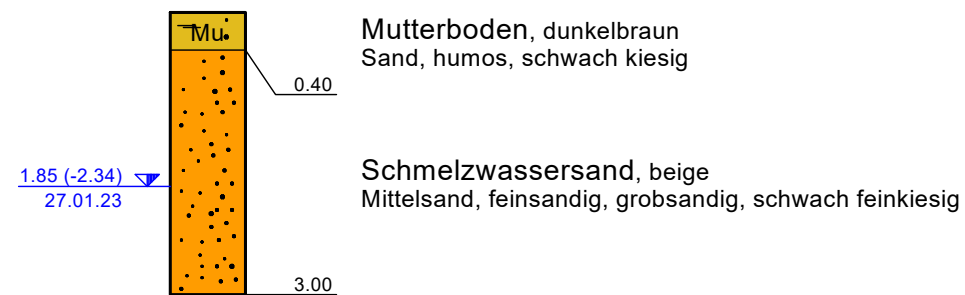 Mu
Mutterboden, dunkelbraun
Sand, humos, schwach kiesig
0.40
1.85 (-2.34)
27.01.23
Schmelzwassersand, beige
Mittelsand, feinsandig, grobsandig, schwach feinkiesig
3.00